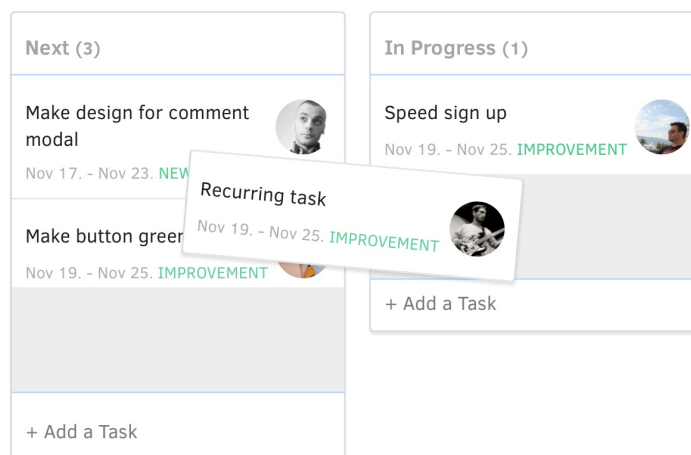 Next (3)
Make design for comment
modal
Nov 17. - Nov 23. NEW
Make button green
Nov 19. - Nov 25. IMPROVEMENT
+ Add a Task
Recurring task
Nov 19. - Nov 25. IMPROVEMENT
In Progress (1)
Speed sign up
Nov 19. - Nov 25. IMPROVEMENT
+ Add a Task